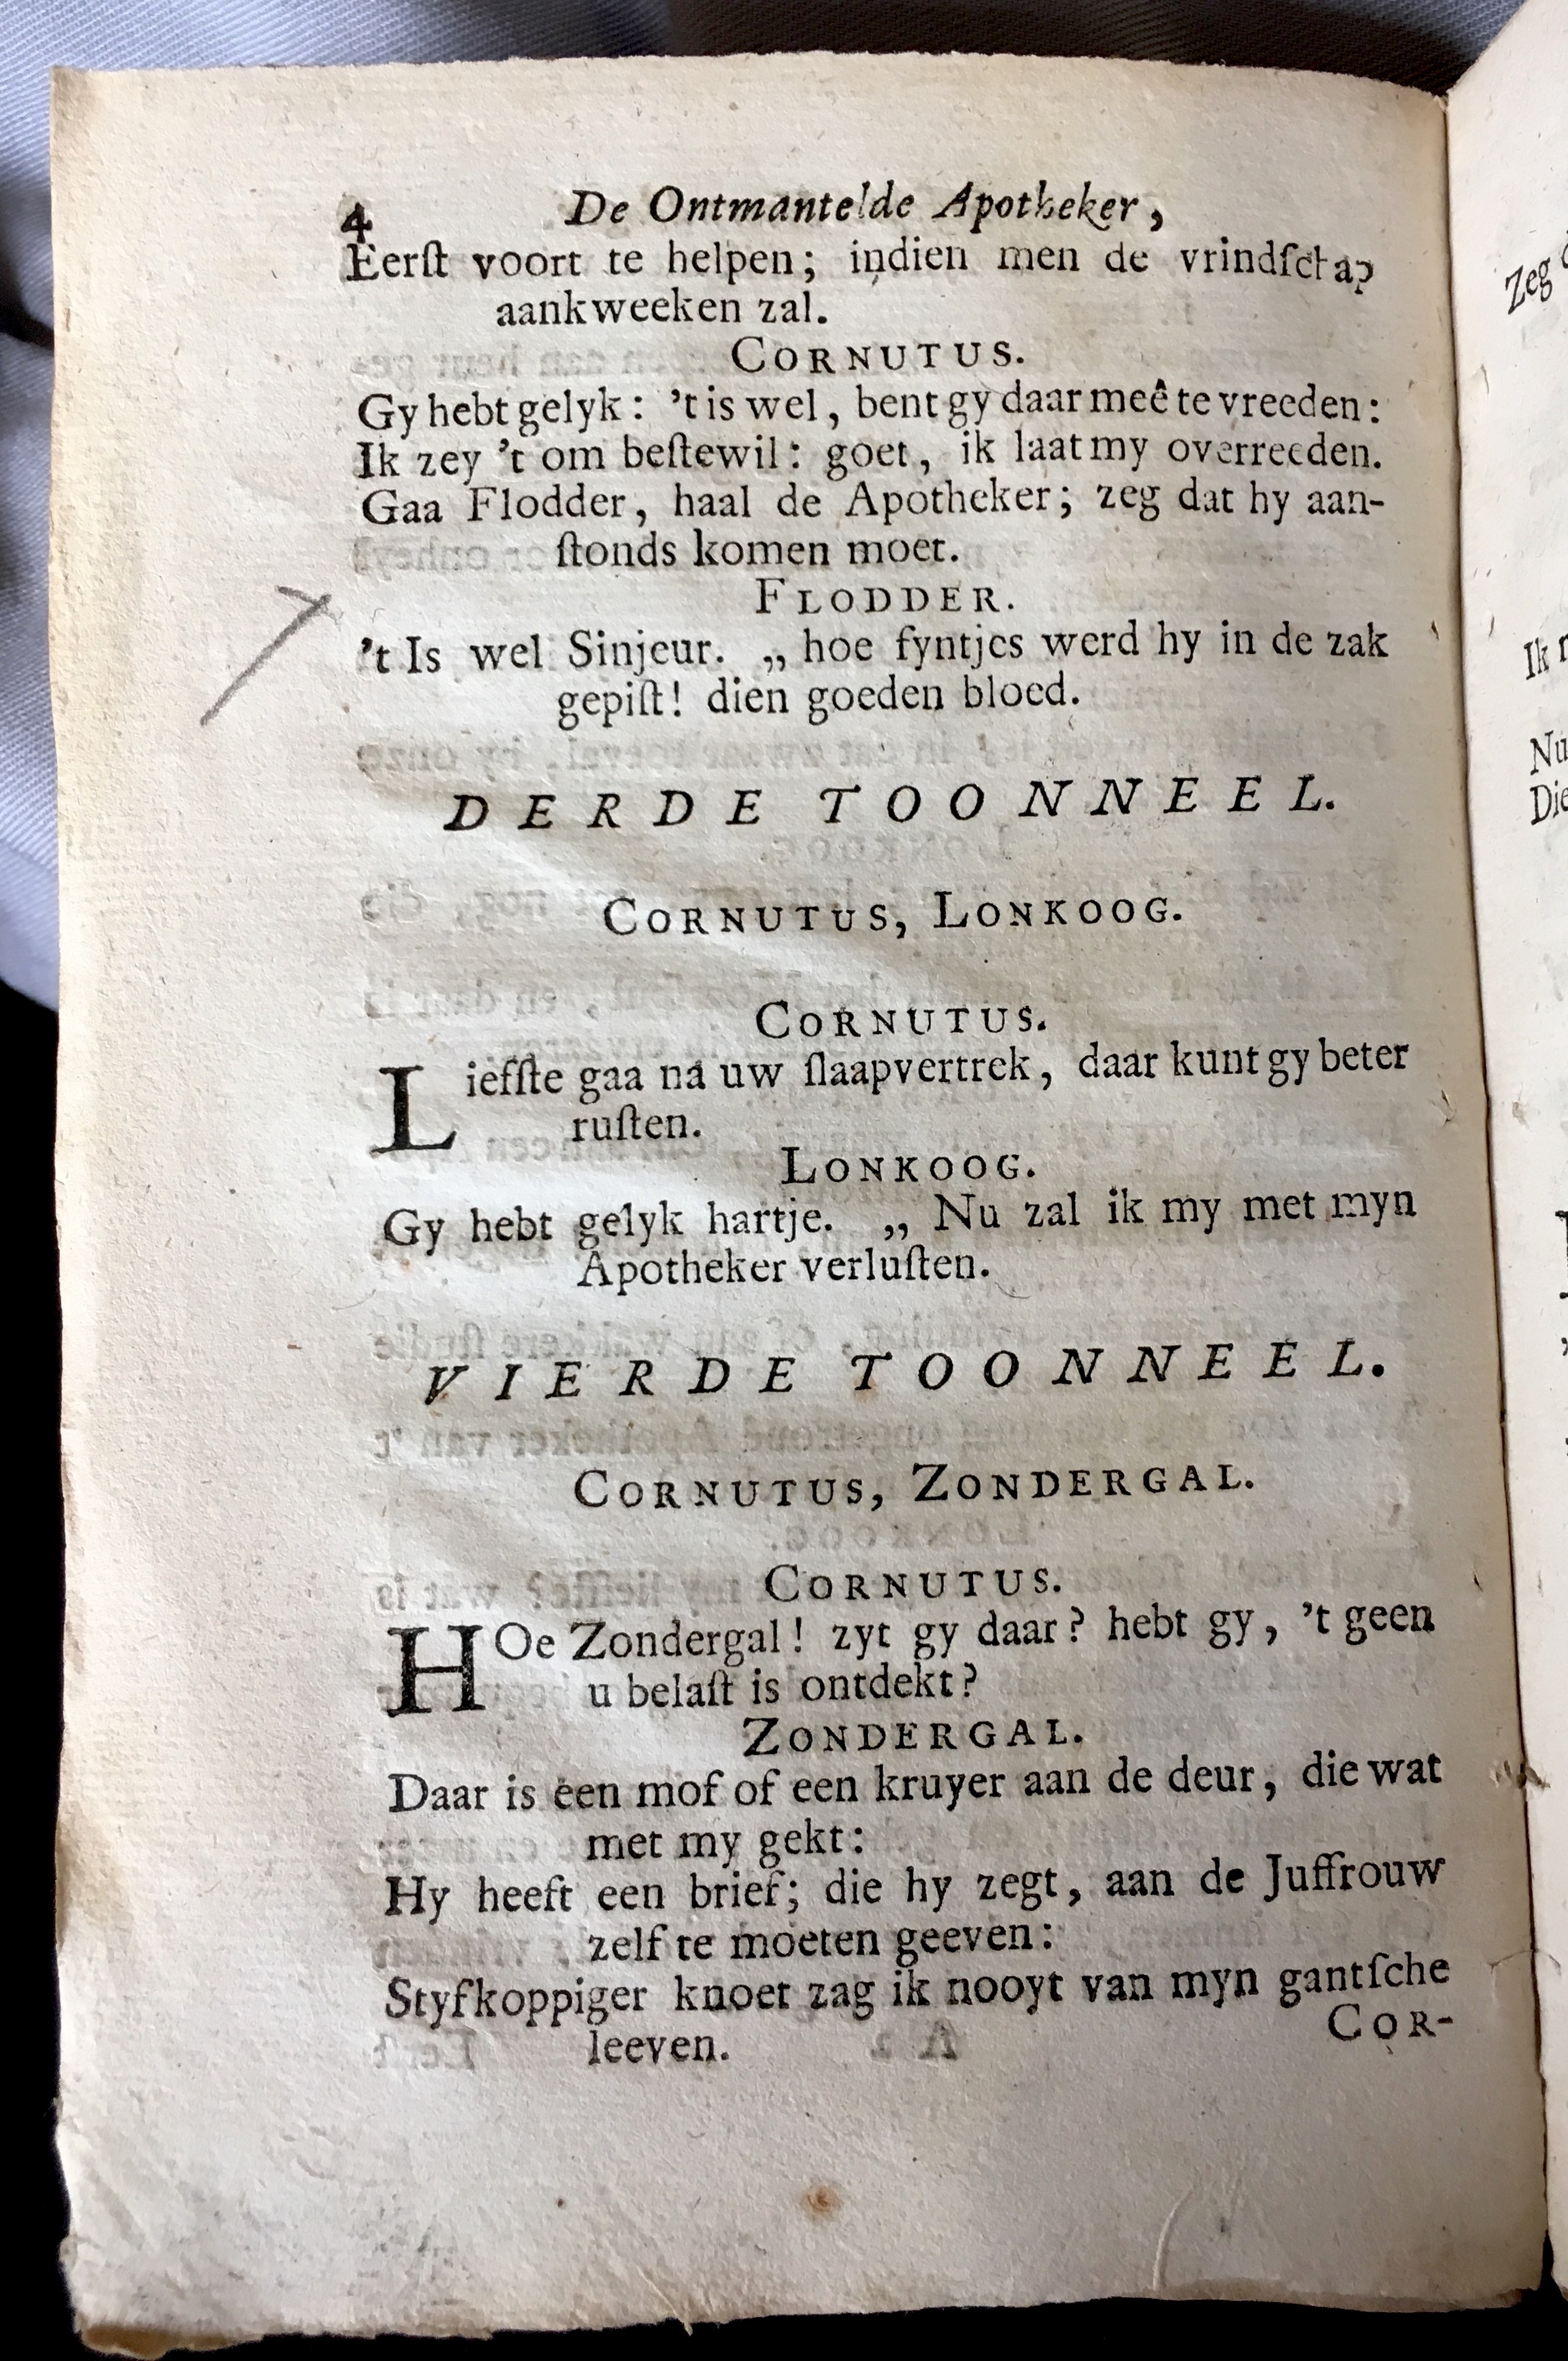 4 De Ontmantelde Apotheker,
Eerſt voort te helpen; indien men de vrindſchap
aankweeken zal.
CORNUTUS.
Gy hebt gelyk: 't is wel, bent gy daar meê te vreeden:
Ik zey 't om beſtewil: goet, ik laat my overreeden.
Gaa Flodder, haal de Apotheker; zeg dat hy aan-
ſtonds komen moet.
FLODDER.
't Is wel Sinjeur. „ hoe fyntjes werd hy in de zak
gepiſt! dien goeden bloed.
DERDE TOONNEEL.
CORNUTUS, LONKOOG.
CORNUTUS.
Liefſte gaa na uw ſlaapvertrek, daar kunt gy beter
ruſten.
LONKOOG.
Gy hebt gelyk hartje. „ Nu zal ik my met myn
Apotheker verluſten.
VIERDE TOONNEEL.
CORNUTUS, ZONDERGAL.
CORNUTUS.
HOe Zondergal! zyt gy daar? hebt gy, 't geen
u belaſt is ontdekt?
ZONDERGAL.
Daar is een mof of een kruyer aan de deur, die wat
met my gekt:
Hy heeft een brief; die hy zegt, aan de Juffrouw
zelf te moeten geeven:
Styfkoppiger knoet zag ik nooyt van myn gantſche
leeven.
COR-
Zeg
Ik
Nu
Die